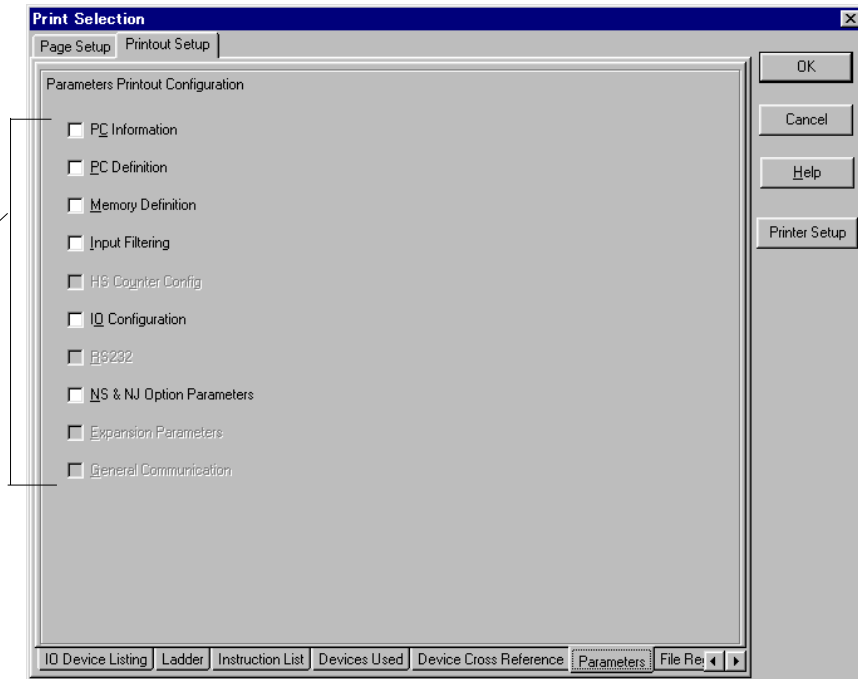 Print Selection
Page Setup Printout Setup
OK
Parameters Printout Configuration
PC Information
Cancel
PC Definition
Help
Memory Definition
Printer Setup
Input Filtering
HS Counter Config
IO Configuration
RS232
NS & NJ Option Parameters
Expansion Parameters
General Communication
IO Device Listing Ladder Instruction List Devices Used Device Cross Reference Parameters File Re